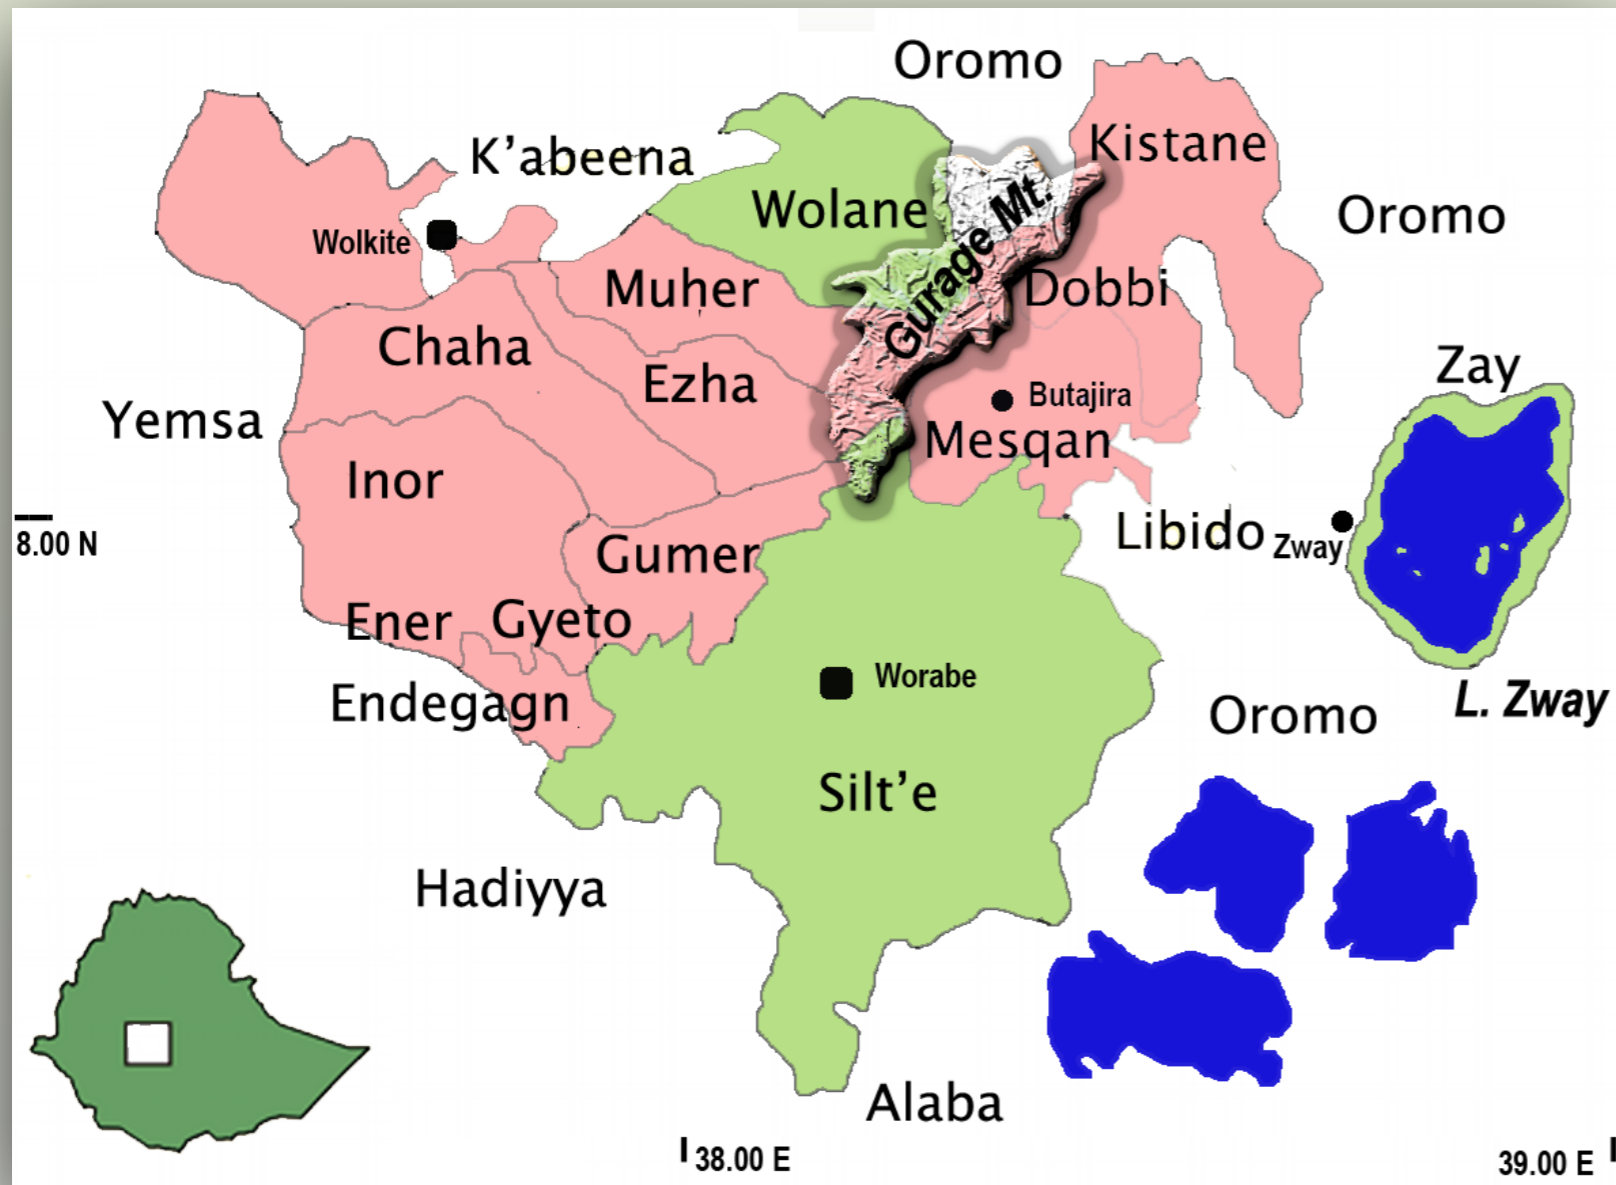 Oromo
Kistane
K'abeena
Wolane
Oromo
Wolkite
Gurage Mt.
Muher
Dobbi
Chaha
Zay
Ezha
Butajira
Yemsa
Mesqan
Inor
8.00 N
Libido
Zway
Gumer
Ener
Gyeto
Worabe
Endegagn
L. Zway
Oromo
Silt'e
Hadiyya
Alaba
38.00 E
39.00 E